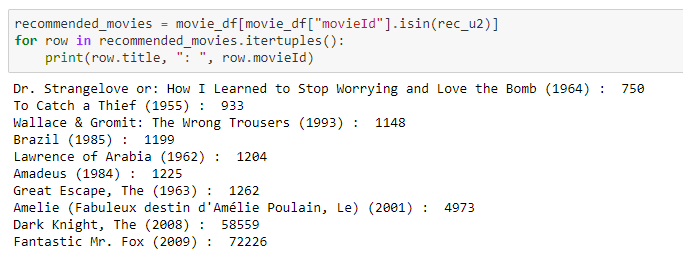 recommended_movies = movie_df[movie_df["movieId"].isin(rec_u2)]
for row in recommended_movies.itertuples():
    print(row.title, ": ", row.movieId)
Dr. Strangelove or: How I Learned to Stop Worrying and Love the Bomb (1964) :  750
To Catch a Thief (1955) :  933
Wallace & Gromit: The Wrong Trousers (1993) :  1148
Brazil (1985) :  1199
Lawrence of Arabia (1962) :  1204
Amadeus (1984) :  1225
Great Escape, The (1963) :  1262
Amelie (Fabuleux destin d'Amélie Poulain, Le) (2001) :  4973
Dark Knight, The (2008) :  58559
Fantastic Mr. Fox (2009) :  72226